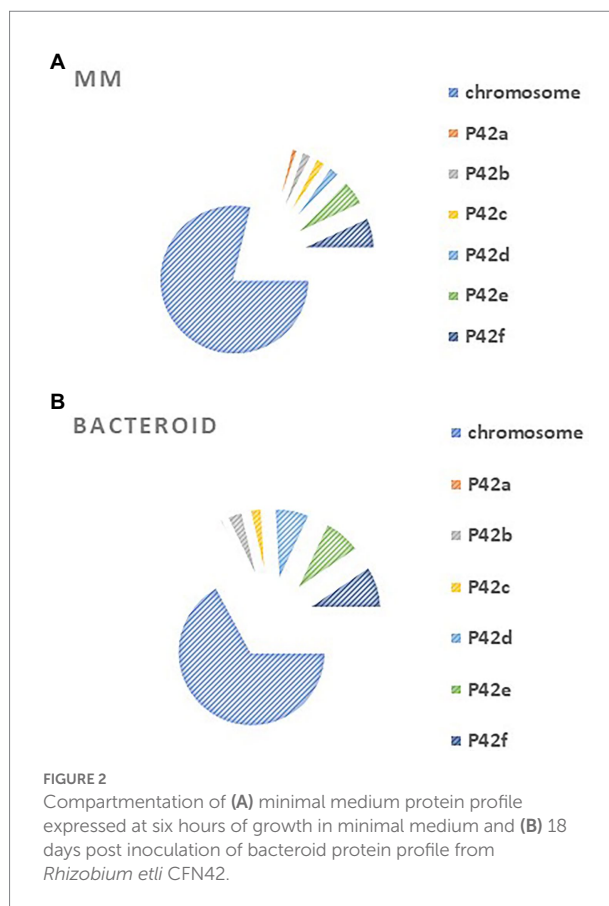 A
MM
chromosome
P42a
P42b
P42c
P42d
P42e
P42f
B
BACTEROID
chromosome
P42a
P42b
P42c
P42d
P42e
P42f
FIGURE 2
Compartmentation of (A) minimal medium protein profile
expressed at six hours of growth in minimal medium and (B) 18
days post inoculation of bacteroid protein profile from
Rhizobium etli CFN42.